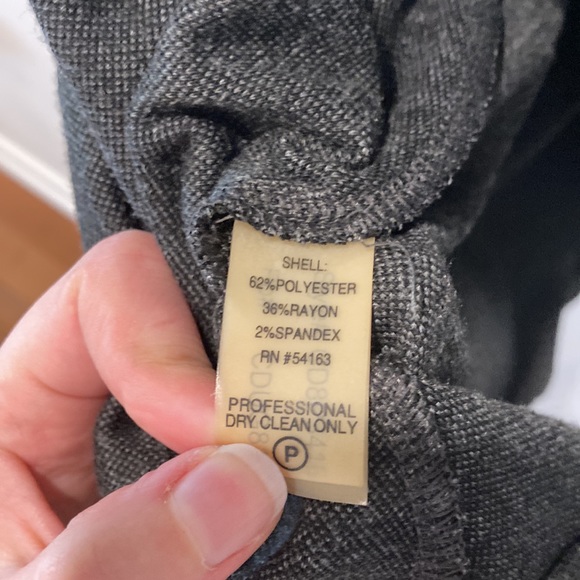 SHELL:
62%POLYESTER
36%RAYON
2%SPANDEX
RN #54163
PROFESSIONAL
DRY CLEAN ONLY
P